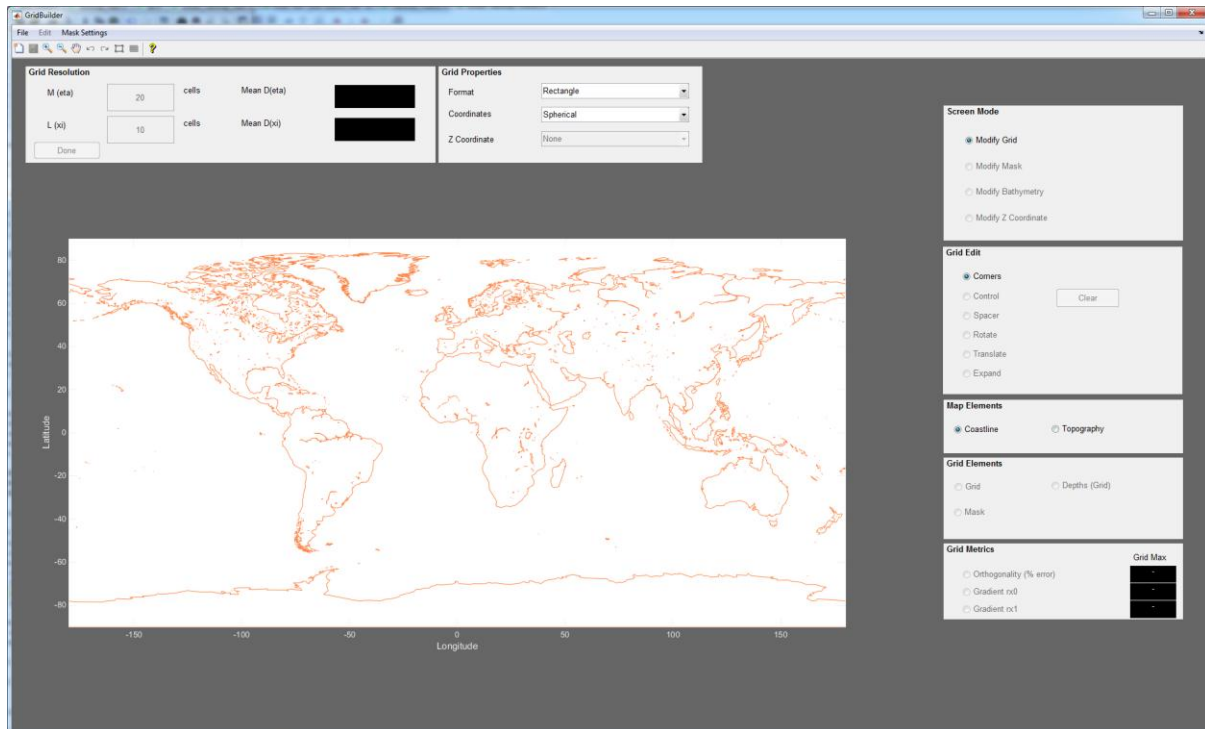 GridBuilder
File Edit Mask Settings
Grid Resolution
M (eta) 20 cells Mean D(eta)
L (xi) 10 cells Mean D(xi)
Done
Grid Properties
Format Rectangle
Coordinates Spherical
Z Coordinate None
Screen Mode
Modify Grid
Modify Mask
Modify Bathymetry
Modify Z Coordinate
Grid Edit
Corners
Control
Clear
Spacer
Rotate
Translate
Expand
Map Elements
Coastline Topography
Grid Elements
Grid Depths (Grid)
Mask
Grid Metrics
Grid Max
Orthogonality (% error) -
Gradient rx0 -
Gradient rx1 -
Latitude
80
60
40
20
0
-20
-40
-60
-80
-150 -100 -50 0 50 100 150
Longitude